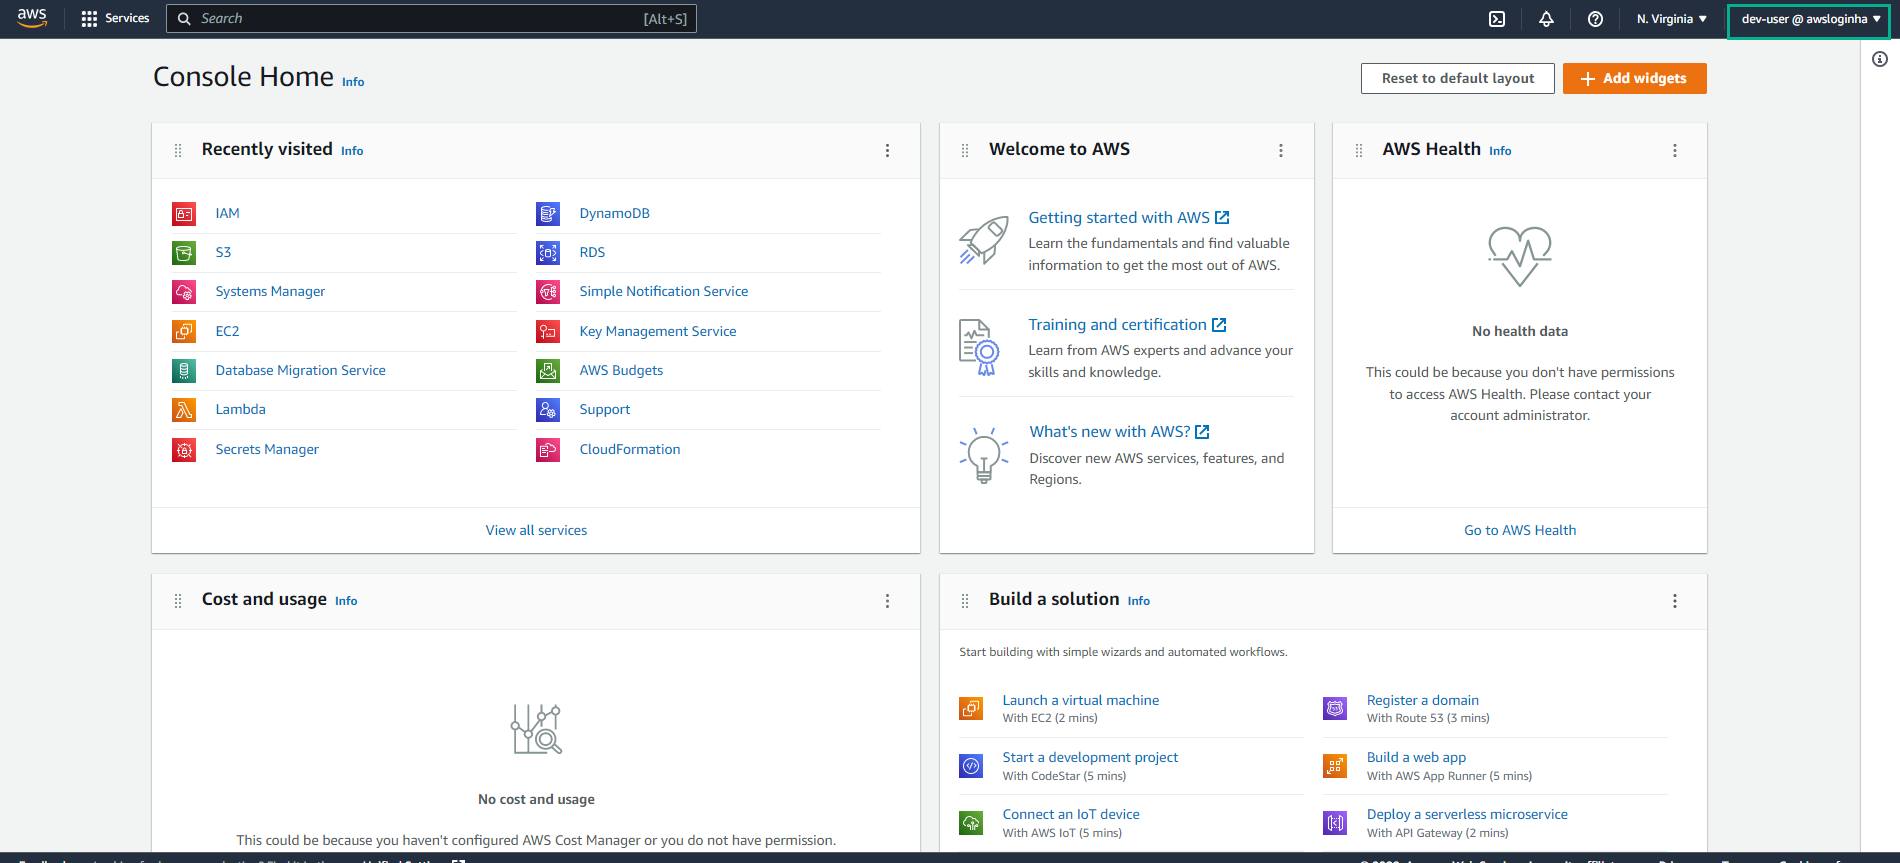 aws
Services
Search
[Alt+S]
N. Virginia
dev-user @ awsloginha
Console Home Info
Reset to default layout
Add widgets
Recently visited Info
IAM
S3
Systems Manager
EC2
Database Migration Service
Lambda
Secrets Manager
DynamoDB
RDS
Simple Notification Service
Key Management Service
AWS Budgets
Support
CloudFormation
View all services
Welcome to AWS
Getting started with AWS
Learn the fundamentals and find valuable
information to get the most out of AWS.
Training and certification
Learn from AWS experts and advance your
skills and knowledge.
What's new with AWS?
Discover new AWS services, features, and
Regions.
AWS Health Info
No health data
This could be because you don't have permissions
to access AWS Health. Please contact your
account administrator.
Go to AWS Health
Cost and usage Info
No cost and usage
This could be because you haven't configured AWS Cost Manager or you do not have permission.
Build a solution Info
Start building with simple wizards and automated workflows.
Launch a virtual machine
With EC2 (2 mins)
Start a development project
With CodeStar (5 mins)
Connect an IoT device
With AWS IoT (5 mins)
Register a domain
With Route 53 (3 mins)
Build a web app
With AWS App Runner (5 mins)
Deploy a serverless microservice
With API Gateway (2 mins)